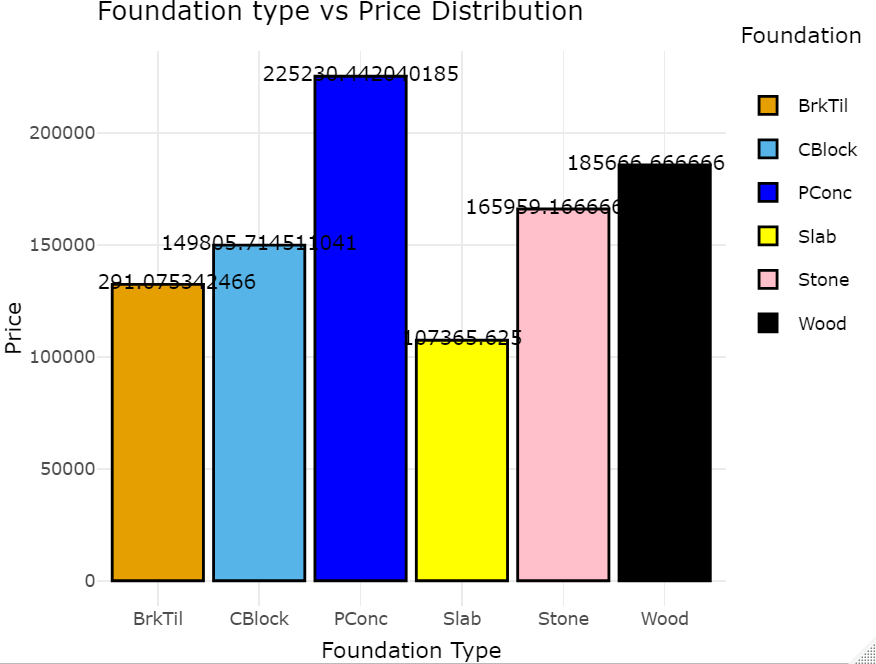 Foundation type vs Price Distribution
Foundation
BrkTil
CBlock
PConc
Slab
Stone
Wood
Price
200000
150000
100000
50000
0
291.075342466
149805.714511041
225230.442040185
107365.625
165959.166666
185666.666666
BrkTil
CBlock
PConc
Slab
Stone
Wood
Foundation Type